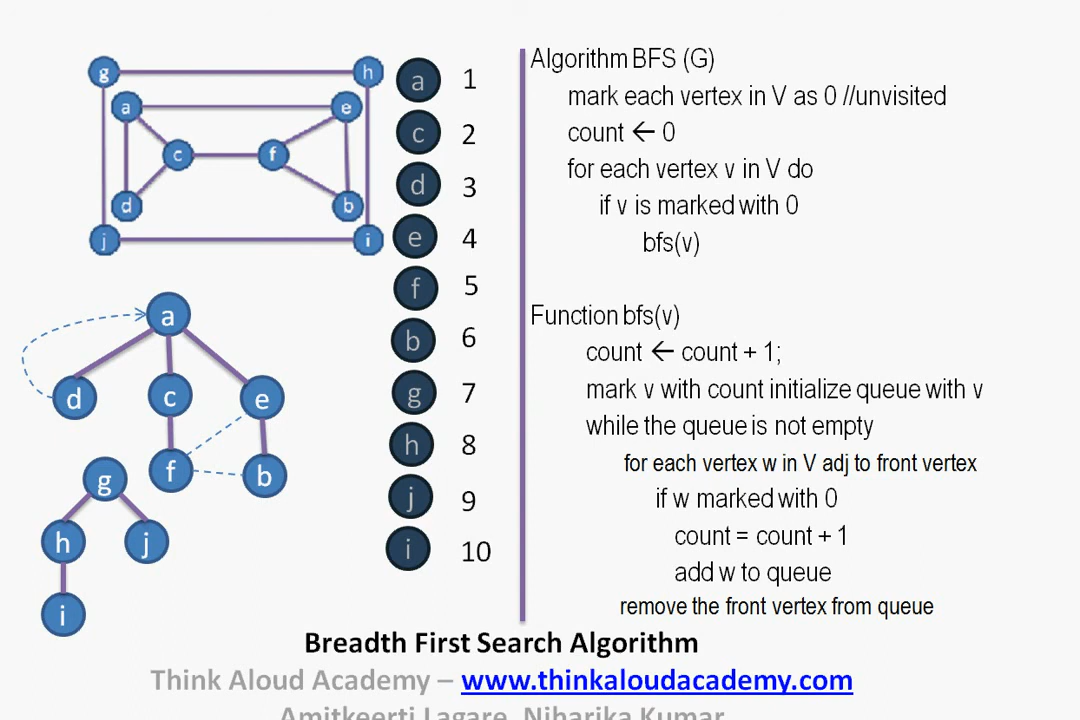 g h
a e
c f
d b
j i
a
d c e
f b
g
h j
i
a 1
c 2
d 3
e 4
f 5
b 6
g 7
h 8
j 9
i 10
Algorithm BFS (G)
mark each vertex in V as 0 //unvisited
count ← 0
for each vertex v in V do
if v is marked with 0
bfs(v)
Function bfs(v)
count ← count + 1;
mark v with count initialize queue with v
while the queue is not empty
for each vertex w in V adj to front vertex
if w marked with 0
count = count + 1
add w to queue
remove the front vertex from queue
Breadth First Search Algorithm
Think Aloud Academy – www.thinkaloudacademy.com
Amitkeerti Lagare, Niharika Kumar